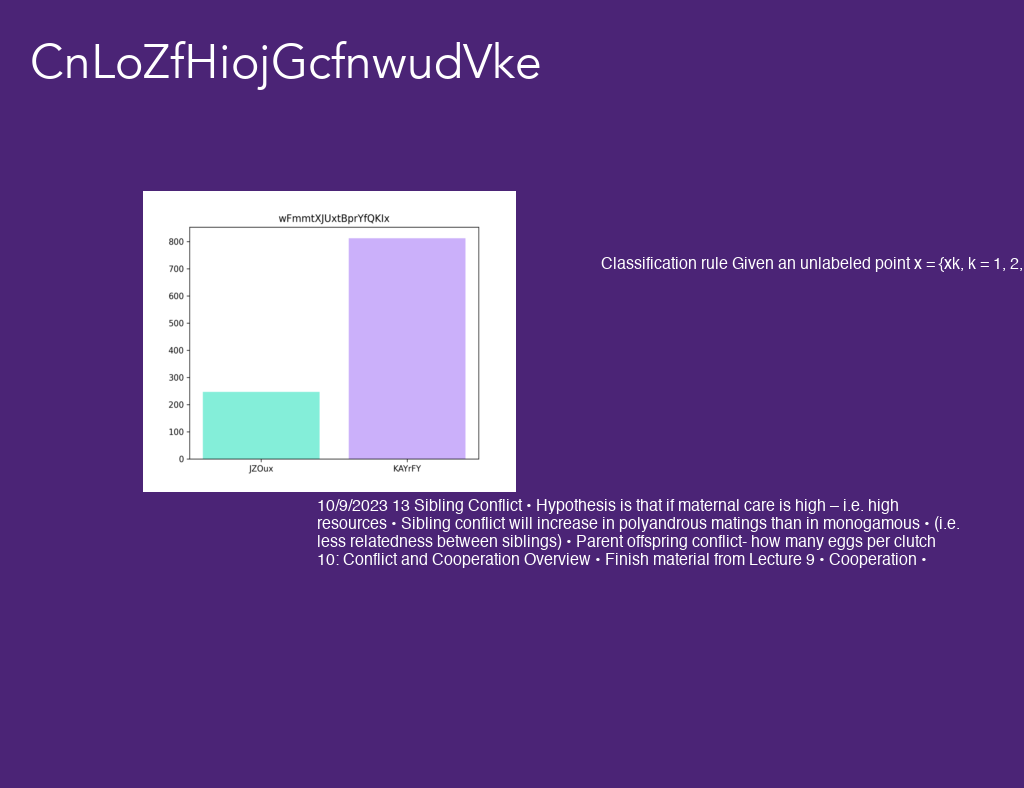 CnLoZfHiojGcfnwudVke
wFmmtXJUxtBprYfQKIx
800
700
600
500
400
300
200
100
0
JZOux
KAYrFY
Classification rule Given an unlabeled point x = {xk, k = 1, 2,
10/9/2023 13 Sibling Conflict • Hypothesis is that if maternal care is high – i.e. high
resources • Sibling conflict will increase in polyandrous matings than in monogamous • (i.e.
less relatedness between siblings) • Parent offspring conflict- how many eggs per clutch
10: Conflict and Cooperation Overview • Finish material from Lecture 9 • Cooperation •